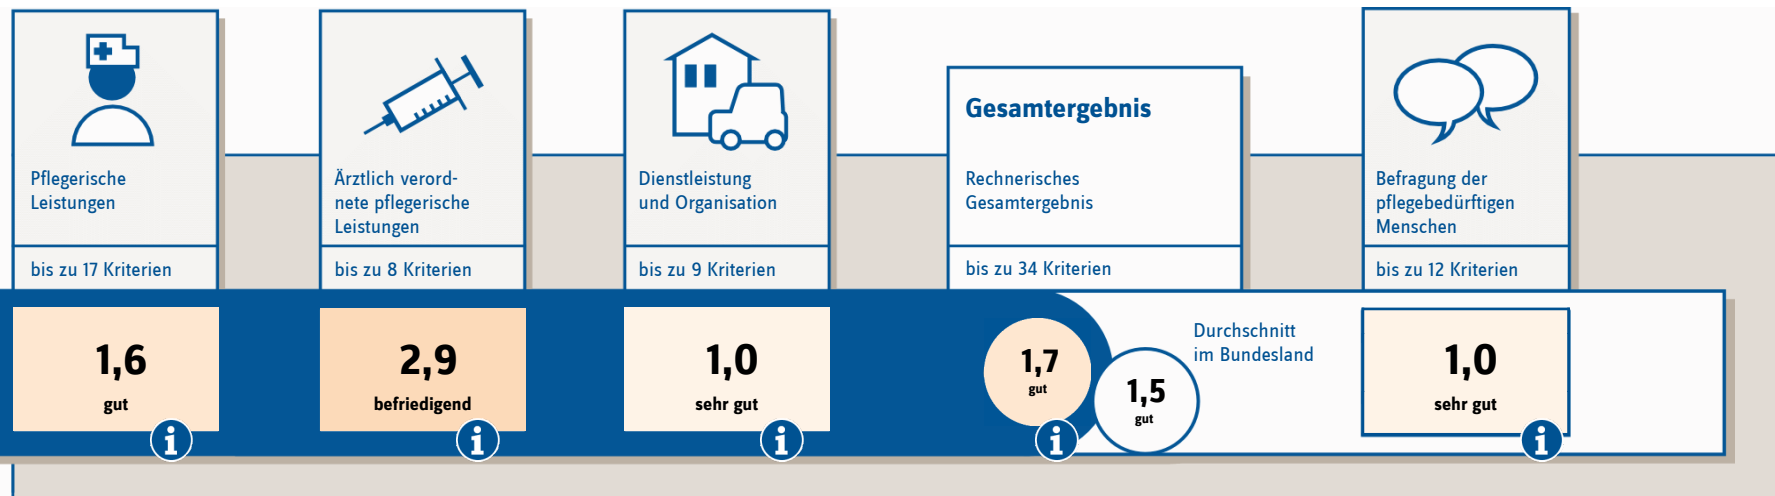 Pflegerische
Leistungen
bis zu 17 Kriterien
1,6
gut
i
Ärztlich verord-
nete pflegerische
Leistungen
bis zu 8 Kriterien
2,9
befriedigend
i
Dienstleistung
und Organisation
bis zu 9 Kriterien
1,0
sehr gut
i
Gesamtergebnis
Rechnerisches
Gesamtergebnis
bis zu 34 Kriterien
1,7
gut
i
1,5
gut
Durchschnitt
im Bundesland
Befragung der
pflegebedürftigen
Menschen
bis zu 12 Kriterien
1,0
sehr gut
i